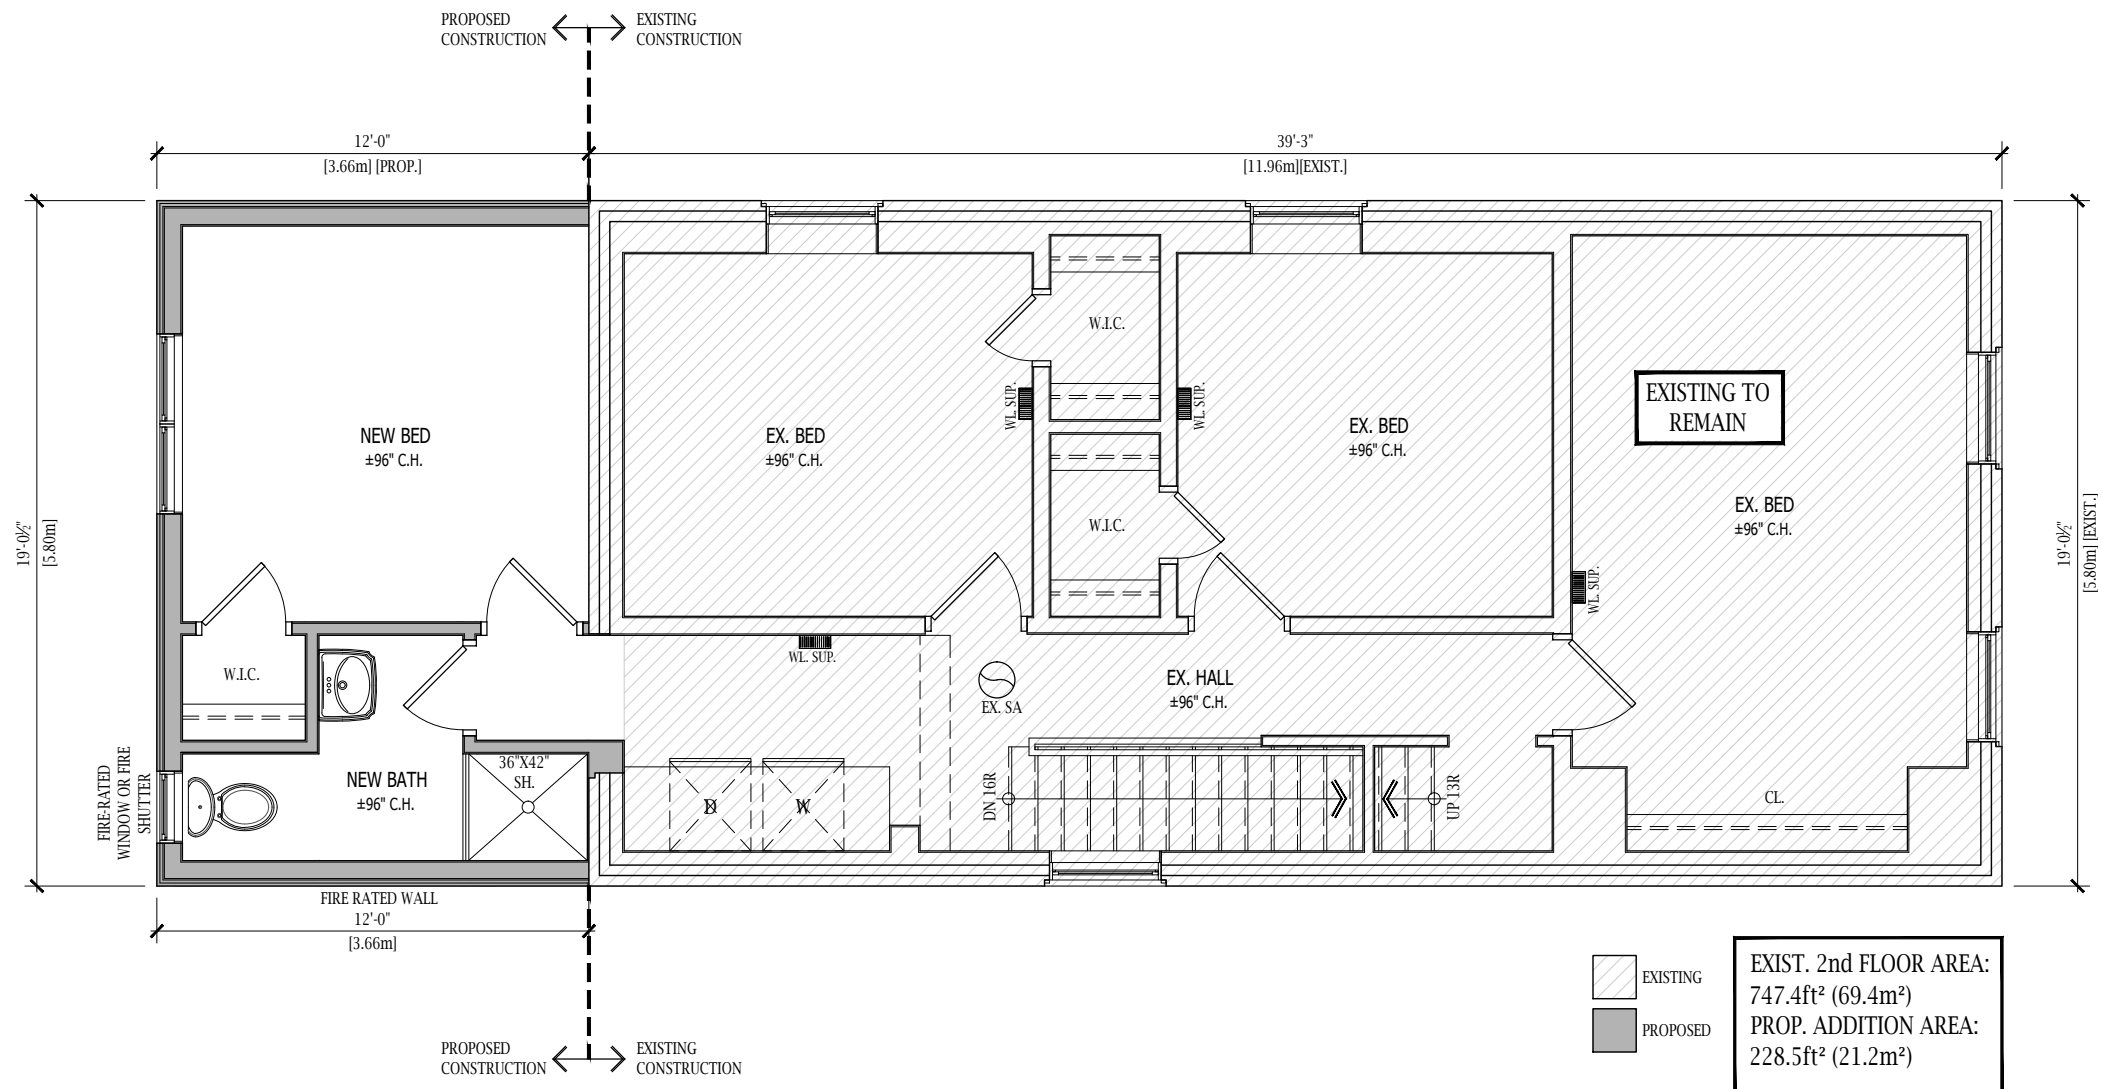 PROPOSED
CONSTRUCTION
EXISTING
CONSTRUCTION
12'-0"
[3.66m] [PROP.]
39'-3"
[11.96m][EXIST.]
19'-0½"
[5.80m]
NEW BED
±96" C.H.
EX. BED
±96" C.H.
W.I.C.
WL. SUP.
WL. SUP.
EX. BED
±96" C.H.
EXISTING TO
REMAIN
EX. BED
±96" C.H.
W.I.C.
WL. SUP.
19'-0½"
[5.80m] [EXIST.]
W.I.C.
WL. SUP.
EX. SA
EX. HALL
±96" C.H.
FIRE-RATED
WINDOW OR FIRE
SHUTTER
NEW BATH
±96" C.H.
36"X42"
SH.
D
W
DN 16R
UP 13R
CL.
FIRE RATED WALL
12'-0"
[3.66m]
EXISTING
PROPOSED
EXIST. 2nd FLOOR AREA:
747.4ft² (69.4m²)
PROP. ADDITION AREA:
228.5ft² (21.2m²)
PROPOSED
CONSTRUCTION
EXISTING
CONSTRUCTION